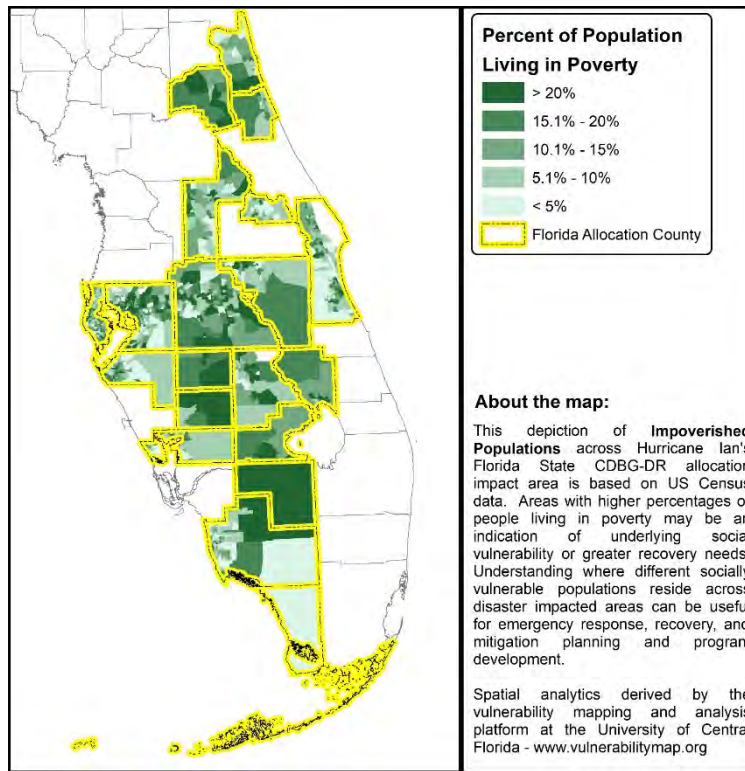 Percent of Population
Living in Poverty
> 20%
15.1% - 20%
10.1% - 15%
5.1% - 10%
< 5%
Florida Allocation County
About the map:
This depiction of Impoverished
Populations across Hurricane Ian's
Florida State CDBG-DR allocation
impact area is based on US Census
data. Areas with higher percentages o
people living in poverty may be an
indication of underlying socia
vulnerability or greater recovery needs
Understanding where different socially
vulnerable populations reside across
disaster impacted areas can be usefu
for emergency response, recovery, and
mitigation planning and program
development.
Spatial analytics derived by the
vulnerability mapping and analysis
platform at the University of Centra
Florida - www.vulnerabilitymap.org